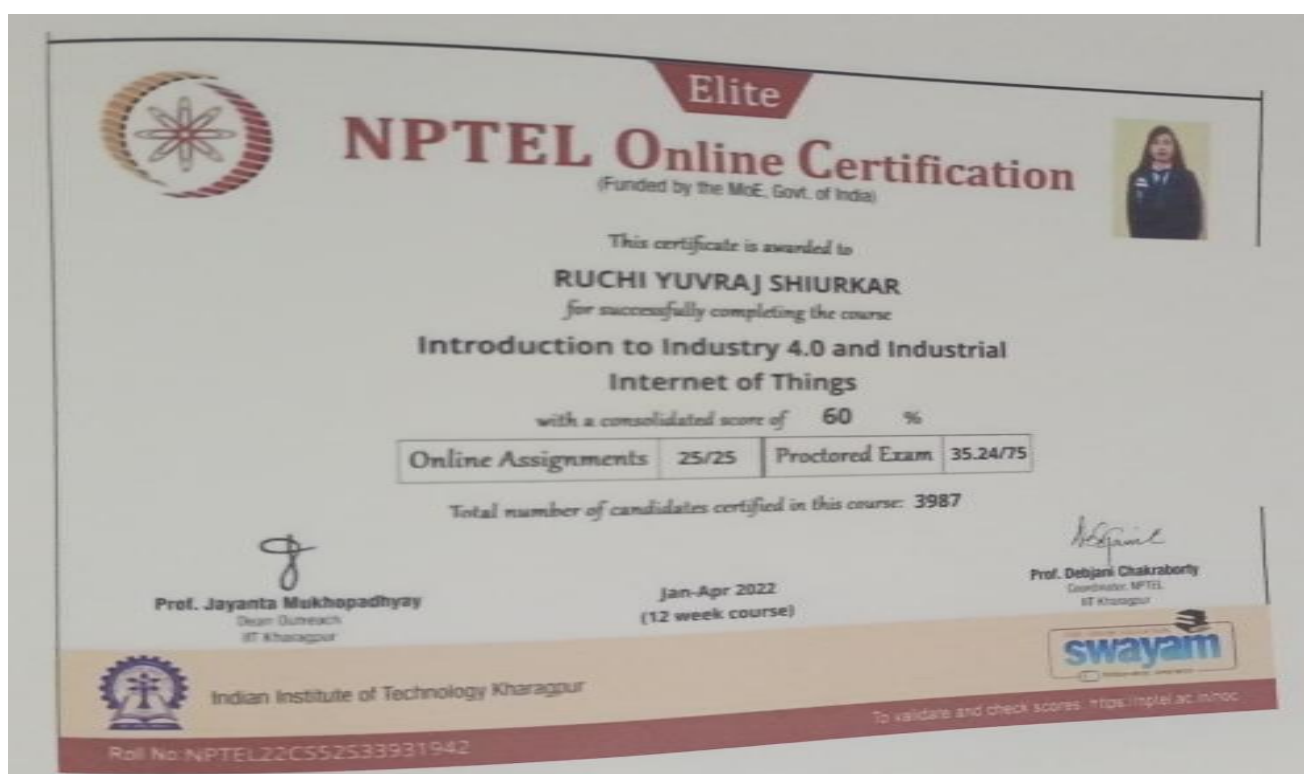 Elite
NPTEL Online Certification
(Funded by the MoE, Govt. of India)
This certificate is awarded to
RUCHI YUVRAJ SHIURKAR
for successfully completing the course
Introduction to Industry 4.0 and Industrial
Internet of Things
with a consolidated score of 60 %
Online Assignments 25/25 Proctored Exam 35.24/75
Total number of candidates certified in this course: 3987
Prof. Jayanta Mukhopadhyay
Dean Outreach
IIT Kharagpur
Jan-Apr 2022
(12 week course)
Prof. Debjani Chakraborty
Coordinator, NPTEL
IIT Kharagpur
Indian Institute of Technology Kharagpur
swayam
Roll No:NPTEL22CS52S33931942
To validate and check scores: https://nptel.ac.in/noc